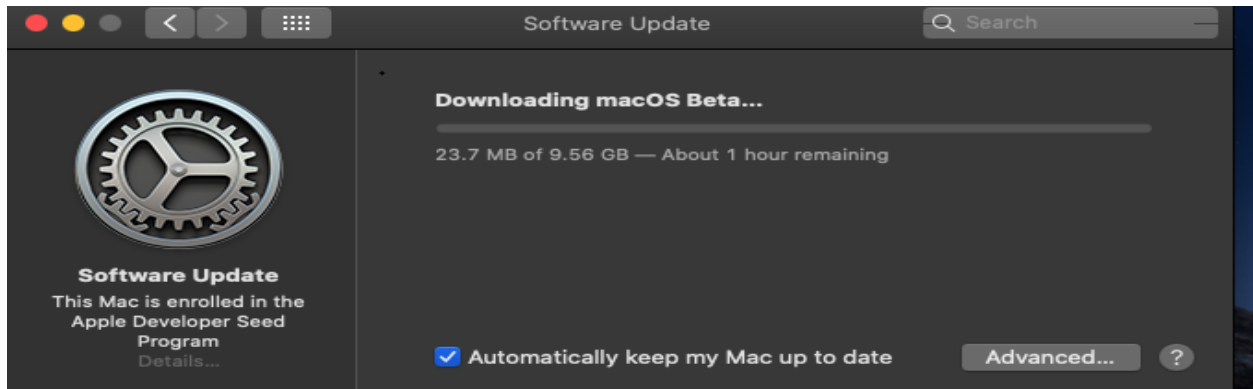 Software Update
Search
Downloading macOS Beta...
23.7 MB of 9.56 GB — About 1 hour remaining
Software Update
This Mac is enrolled in the
Apple Developer Seed
Program
Details...
Automatically keep my Mac up to date
Advanced...
?